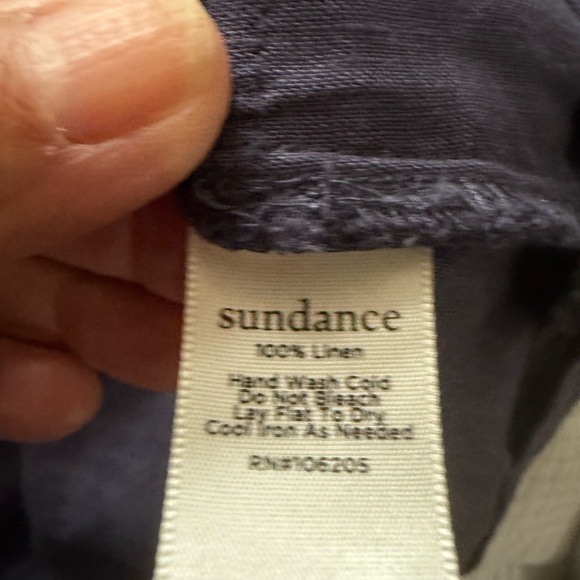 sundance
100% Linen
Hand Wash Cold
Do Not Bleach
Lay Flat To Dry
Cool Iron As Needed
RN#106205